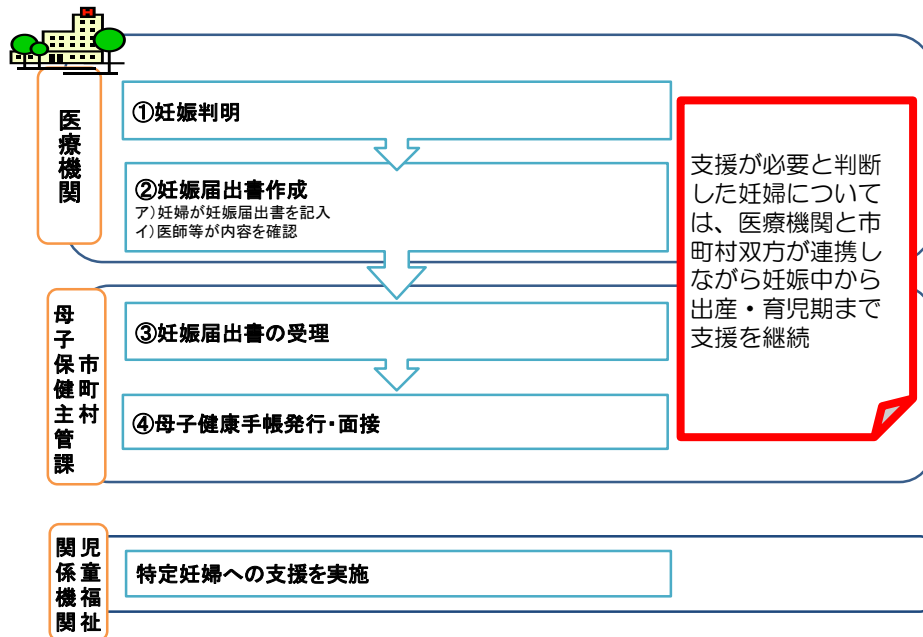 H
医療機関
①妊娠判明
②妊娠届出書作成
ア)妊婦が妊娠届出書を記入
イ)医師等が内容を確認
支援が必要と判断
した妊婦について
は、医療機関と市
町村双方が連携し
ながら妊娠中から
出産・育児期まで
支援を継続
市町村
母子保健主管課
③妊娠届出書の受理
④母子健康手帳発行・面接
児童福祉
関係機関
特定妊婦への支援を実施